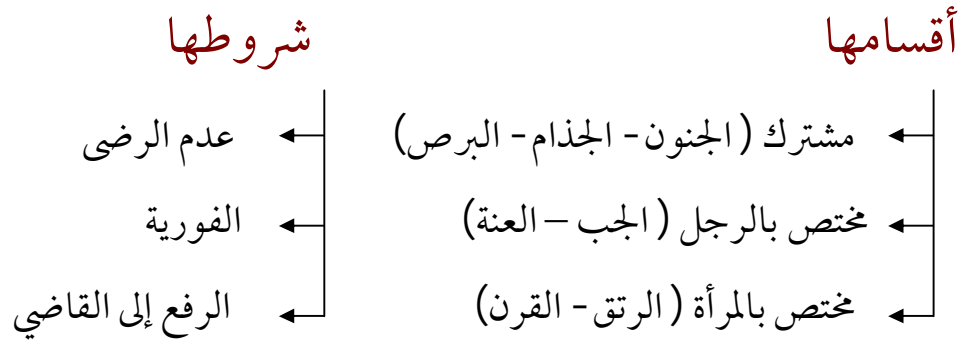 أقسامها
مشترك (الجنون - الجذام - البرص)
مختص بالرجل (الجب – العنة)
مختص بالمرأة (الرتق - القرن)
شروطها
عدم الرضى
الفورية
الرفع إلى القاضي